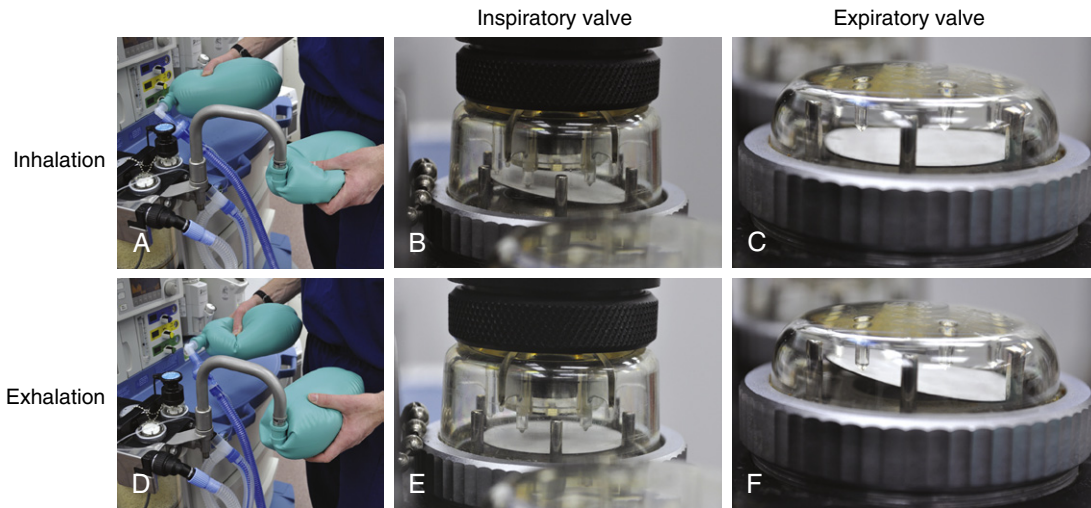 Inspiratory valve
Expiratory valve
Inhalation
A
B
C
Exhalation
D
E
F